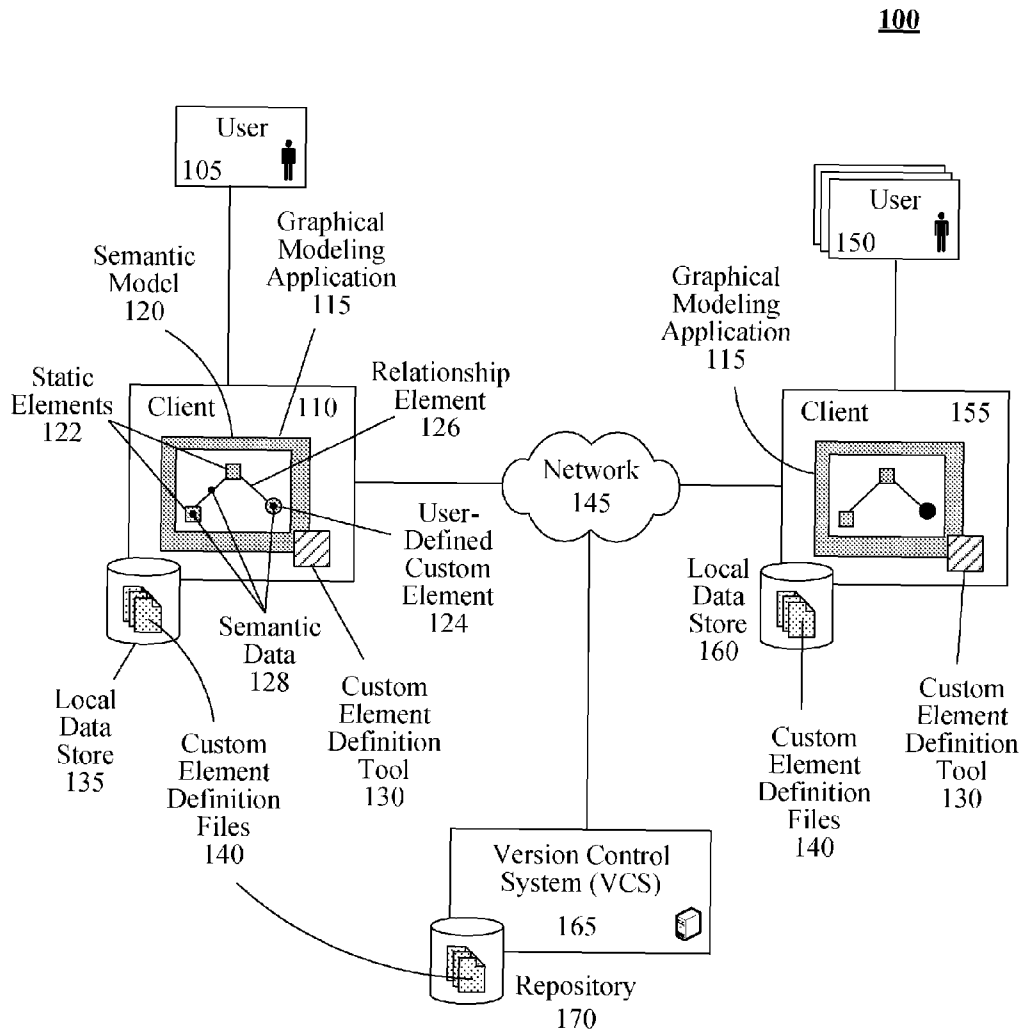 100
User
105
User
150
Graphical
Modeling
Application
115
Semantic
Model
120
Graphical
Modeling
Application
115
Static
Elements
122
Client 110
Relationship
Element
126
Client 155
Network
145
User-
Defined
Custom
Element
124
Semantic
Data
128
Local
Data
Store
160
Local
Data
Store
135
Custom
Element
Definition
Files
140
Custom
Element
Definition
Tool
130
Custom
Element
Definition
Files
140
Custom
Element
Definition
Tool
130
Version Control
System (VCS)
165
Repository
170